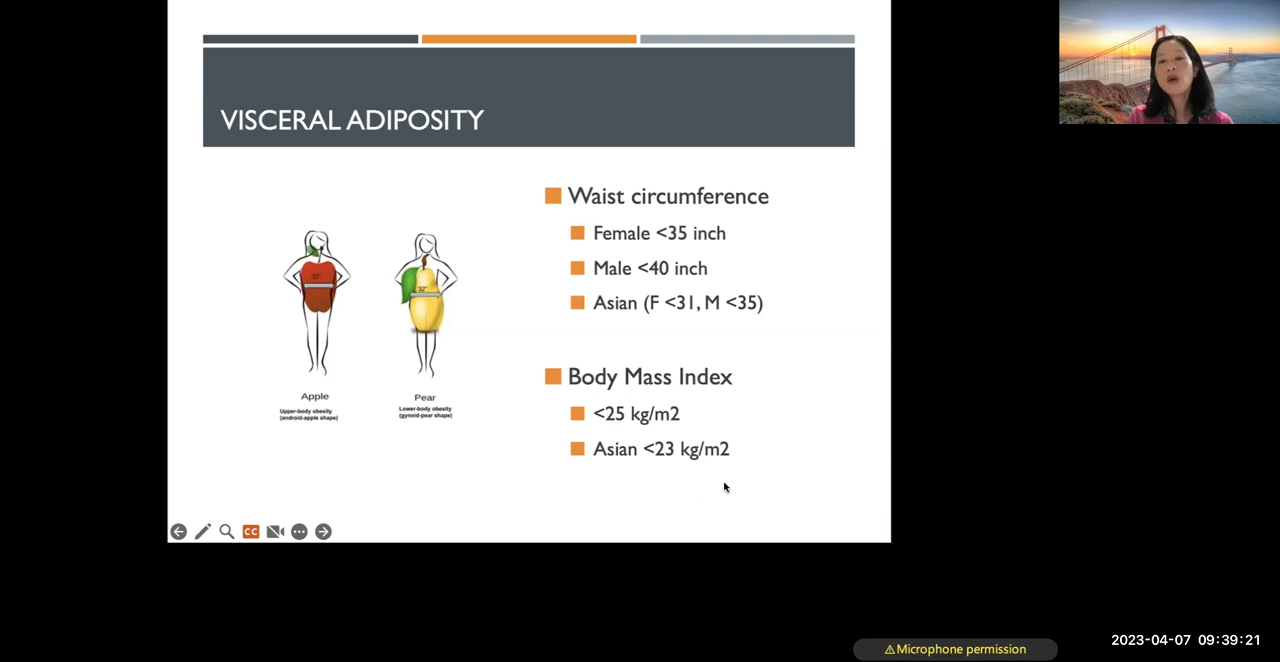 VISCERAL ADIPOSITY
Waist circumference
Female <35 inch
Male <40 inch
Asian (F <31, M <35)
Body Mass Index
<25 kg/m2
Asian <23 kg/m2
32"
Apple
Upper-body obesity
(android-apple shape)
Pear
Lower-body obesity
(gynoid-pear shape)
CC
⚠Microphone permission
2023-04-07 09:39:21